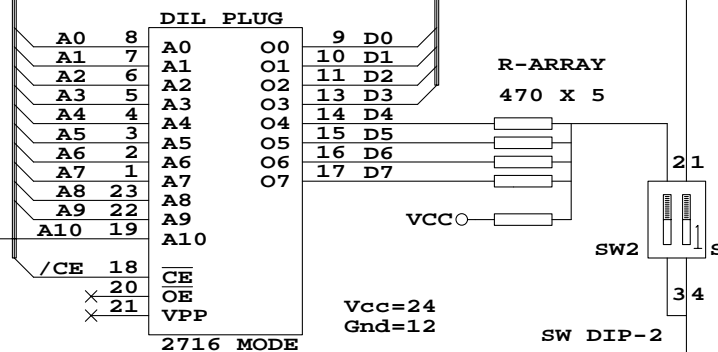 DIL PLUG
A0 8 A0 O0 9 D0
A1 7 A1 O1 10 D1
A2 6 A2 O2 11 D2
A3 5 A3 O3 13 D3
A4 4 A4 O4 14 D4
A5 3 A5 O5 15 D5
A6 2 A6 O6 16 D6
A7 1 A7 O7 17 D7
A8 23 A8
A9 22 A9
A10 19 A10
/CE 18 CE
20 OE
21 VPP
2716 MODE
R-ARRAY
470 X 5
VCC
Vcc=24
Gnd=12
2 1
1
SW2 S
3 4
SW DIP-2